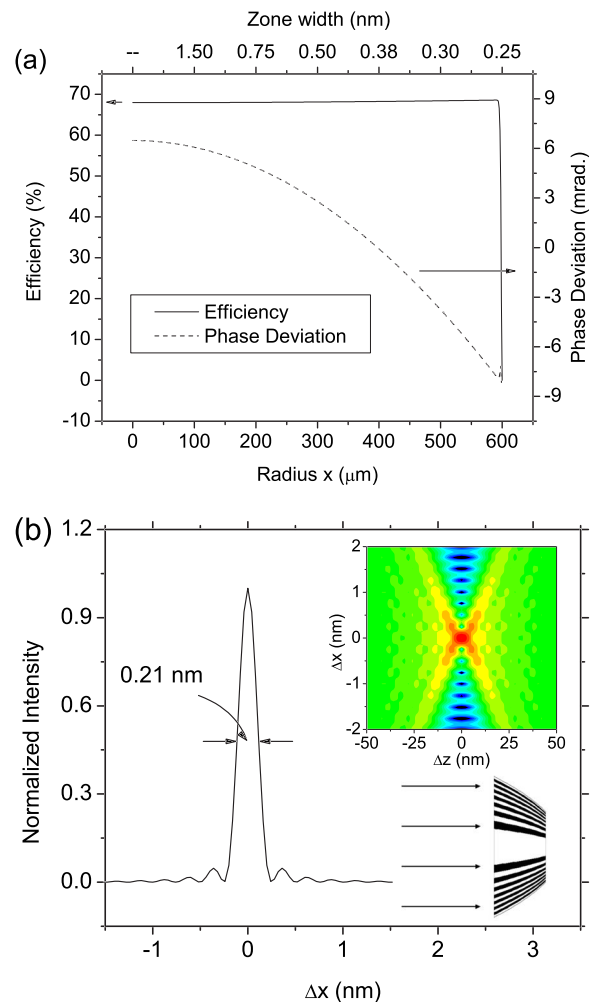 Zone width (nm)
(a)
-- 1.50 0.75 0.50 0.38 0.30 0.25
70
60
50
40
30
20
10
0
-10
Efficiency (%)
9
6
3
0
-3
-6
-9
Phase Deviation (mrad.)
Efficiency
Phase Deviation
0 100 200 300 400 500 600
Radius x (μm)
(b)
1.2
0.9
0.6
0.3
0.0
Normalized Intensity
0.21 nm
2
1
0
-1
-2
Δx (nm)
-50 -25 0 25 50
Δz (nm)
-1 0 1 2 3
Δx (nm)